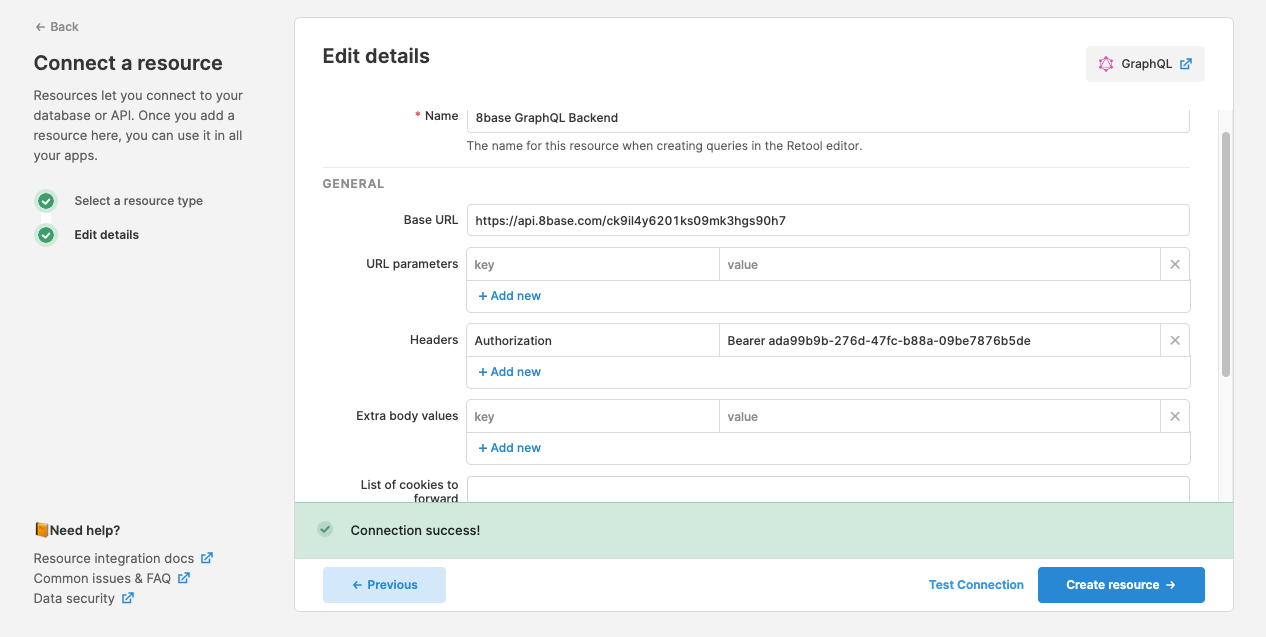 ← Back
Connect a resource
Resources let you connect to your
database or API. Once you add a
resource here, you can use it in all
your apps.
Select a resource type
Edit details
Need help?
Resource integration docs
Common issues & FAQ
Data security
Edit details
GraphQL
* Name
8base GraphQL Backend
The name for this resource when creating queries in the Retool editor.
GENERAL
Base URL
https://api.8base.com/ck9il4y6201ks09mk3hgs90h7
URL parameters
key
value
+ Add new
Headers
Authorization
Bearer ada99b9b-276d-47fc-b88a-09be7876b5de
+ Add new
Extra body values
key
value
+ Add new
List of cookies to
forward
Connection success!
← Previous
Test Connection
Create resource →